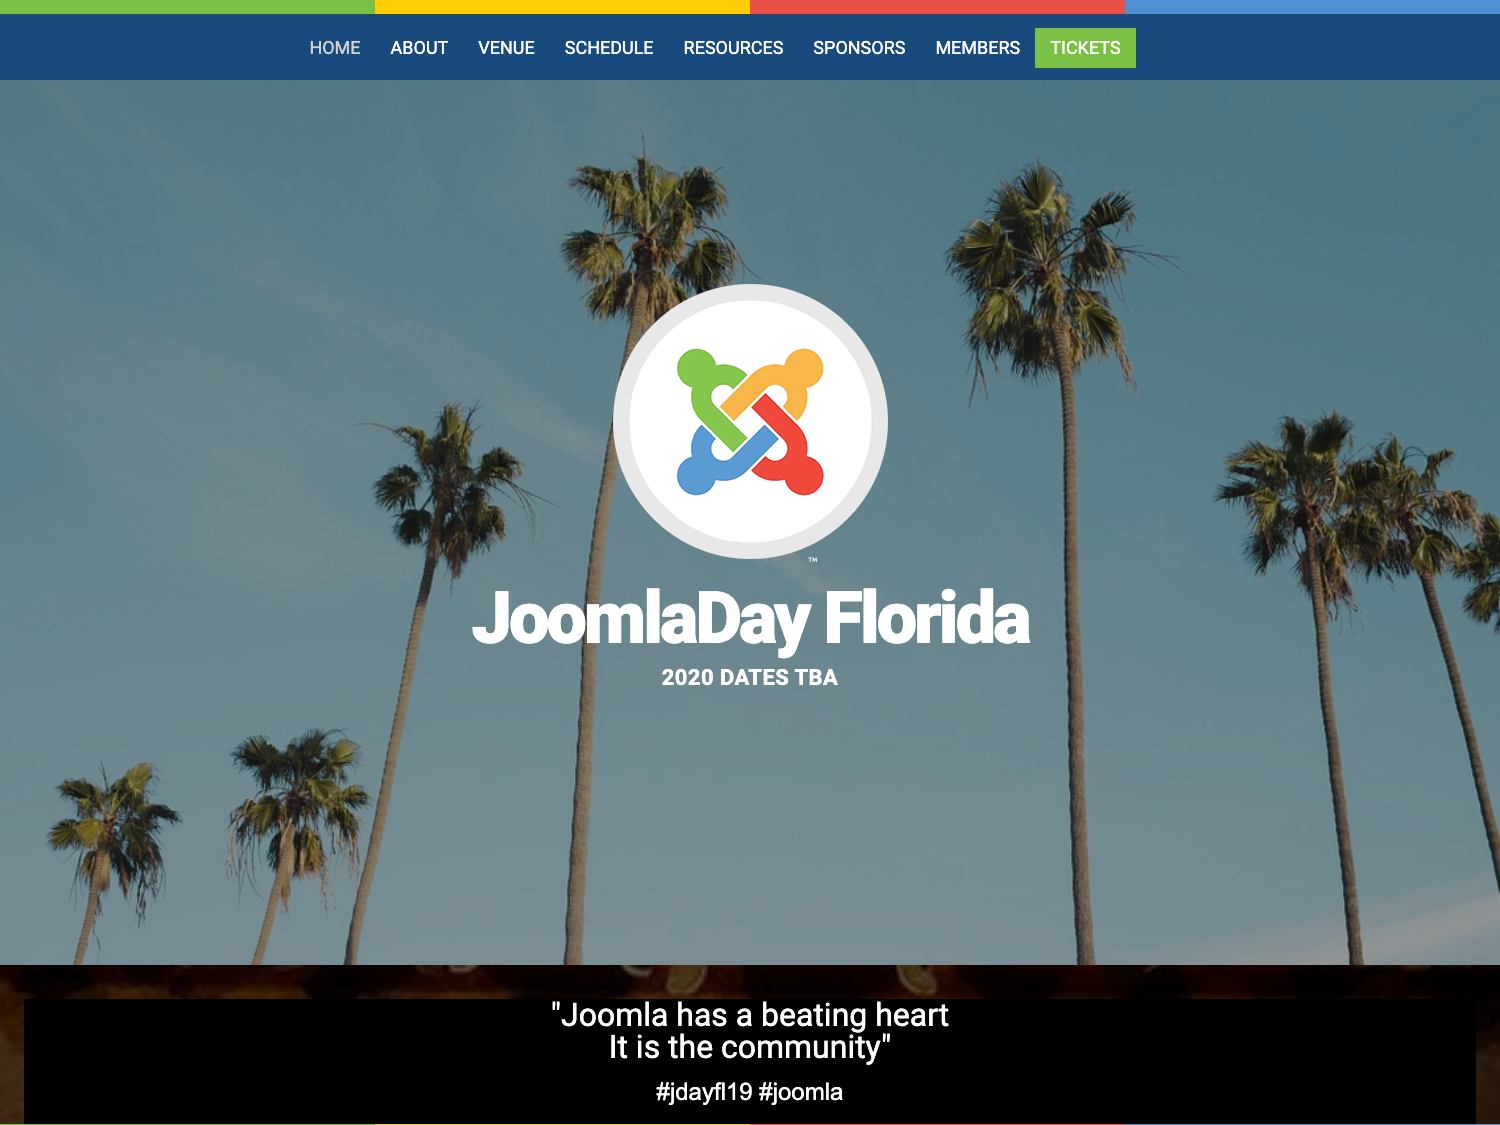 HOME ABOUT VENUE SCHEDULE RESOURCES SPONSORS MEMBERS TICKETS
™
JoomlaDay Florida
2020 DATES TBA
"Joomla has a beating heart
It is the community"
#jdayfl19 #joomla